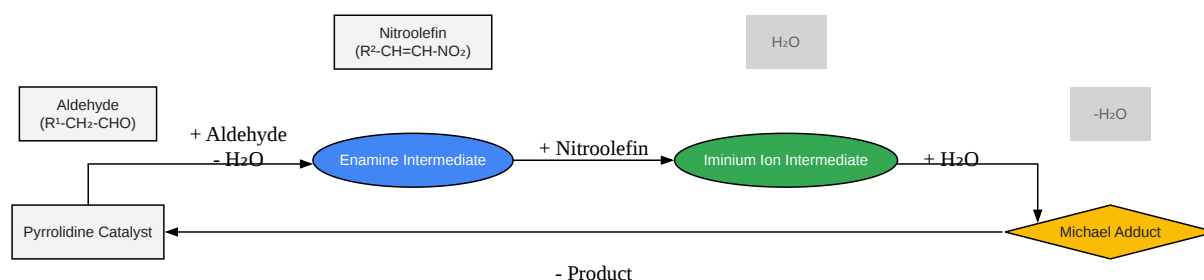 Nitroolefin
(R²-CH=CH-NO₂)
H₂O
Aldehyde
(R¹-CH₂-CHO)
-H₂O
+ Aldehyde
- H₂O
Enamine Intermediate
+ Nitroolefin
Iminium Ion Intermediate
+ H₂O
Pyrrolidine Catalyst
Michael Adduct
- Product